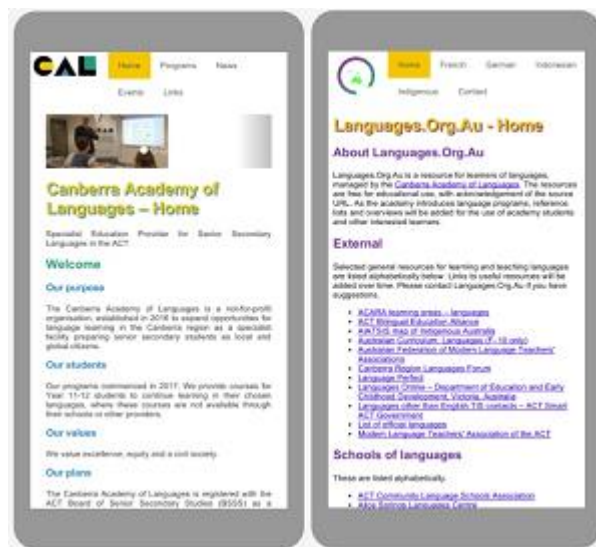 CAL
Home Programs News
Events Links
Canberra Academy of
Languages – Home
Specialist Education Provider for Senior Secondary
Languages in the ACT.
Welcome
Our purpose
The Canberra Academy of Languages is a not-for-profit
organisation, established in 2016 to expand opportunities for
language learning in the Canberra region as a specialist
facility preparing senior secondary students as local and
global citizens.
Our students
Our programs commenced in 2017. We provide courses for
Year 11-12 students to continue learning in their chosen
languages, where these courses are not available through
their schools or other providers.
Our values
We value excellence, equity and a civil society.
Our plans
The Canberra Academy of Languages is registered with the
ACT Board of Senior Secondary Studies (BSSS) as a
Home French German Indonesian
Indigenous Contact
Languages.Org.Au - Home
About Languages.Org.Au
Languages.Org.Au is a resource for learners of languages,
managed by the Canberra Academy of Languages. The resources
are free for educational use, with acknowledgement of the source
URL. As the academy introduces language programs, reference
lists and overviews will be added for the use of academy students
and other interested learners.
External
Selected general resources for learning and teaching languages
are listed alphabetically below. Links to useful resources will be
added over time. Please contact Languages.Org.Au if you have
suggestions.
ACARA learning areas – languages
ACT Bilingual Education Alliance
AIATSIS map of Indigenous Australia
Australian Curriculum, Languages (F-10 only)
Australian Federation of Modern Language Teachers'
Associations
Canberra Region Languages Forum
Language Perfect
Languages Online – Department of Education and Early
Childhood Development, Victoria, Australia
Languages other than English TIS contacts – ACT Smart
ACT Government
List of official languages
Modern Language Teachers' Association of the ACT
Schools of languages
These are listed alphabetically.
ACT Community Language Schools Association
Alice Springs Languages Centre